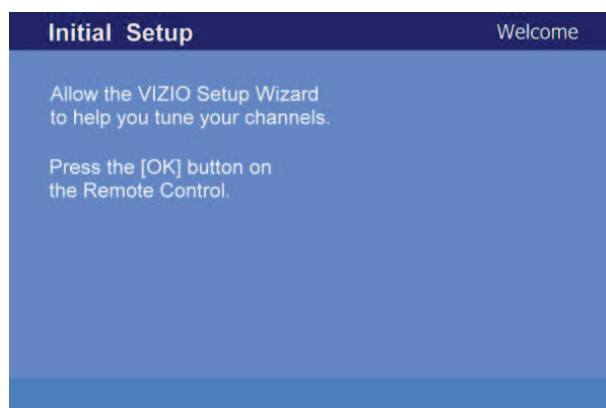 Initial Setup
Welcome
Allow the VIZIO Setup Wizard
to help you tune your channels.
Press the [OK] button on
the Remote Control.